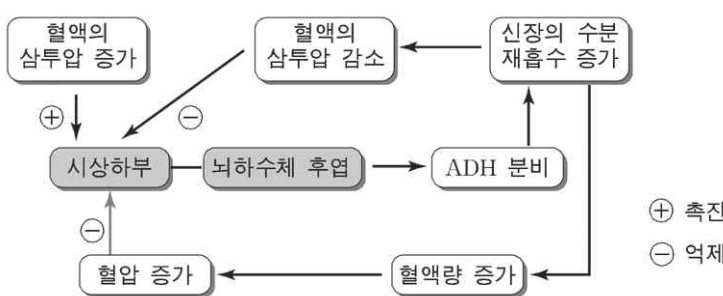 혈액의
삼투압 증가
혈액의
삼투압 감소
신장의 수분
재흡수 증가
⊕
⊖
시상하부
뇌하수체 후엽
ADH 분비
⊖
혈압 증가
혈액량 증가
⊕ 촉진
⊖ 억제